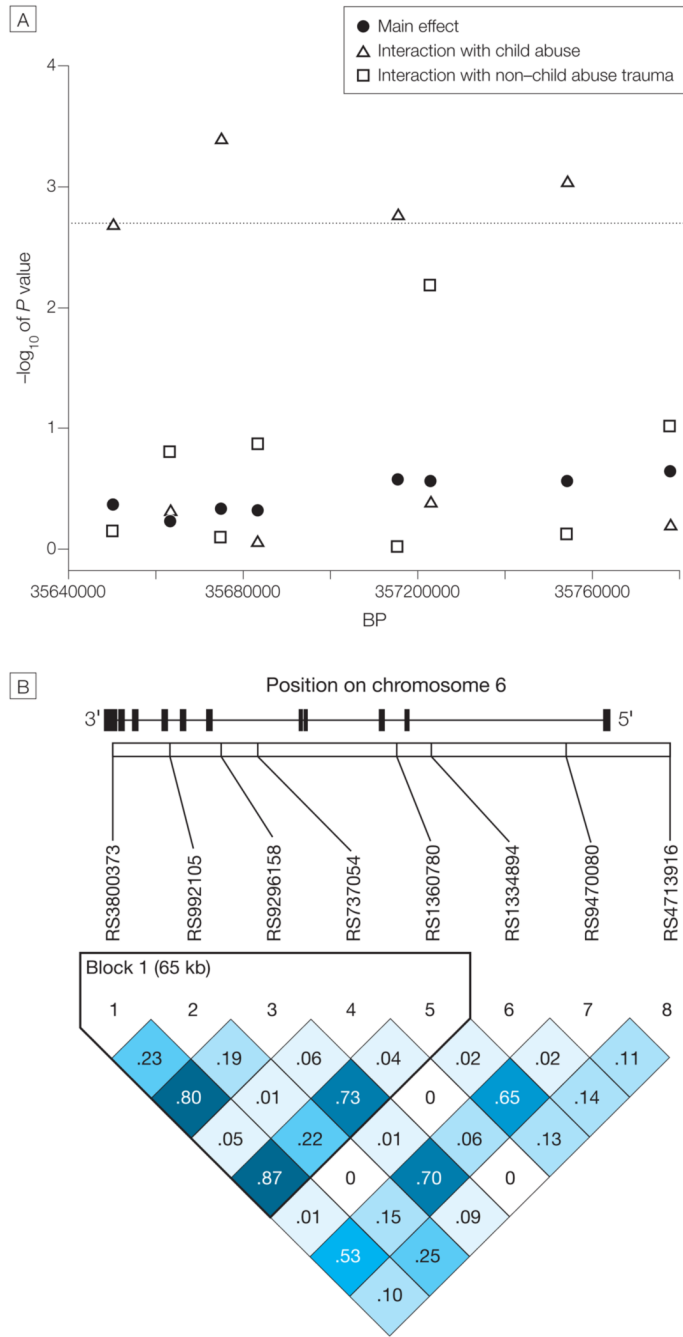 A
Main effect
Interaction with child abuse
Interaction with non–child abuse trauma
4
3
2
1
0
–log10 of P value
35640000 35680000 357200000 35760000
BP
B
Position on chromosome 6
3' 5'
RS3800373 RS992105 RS9296158 RS737054 RS1360780 RS1334894 RS9470080 RS4713916
Block 1 (65 kb)
1 2 3 4 5 6 7 8
.23 .19 .06 .04 .02 .02 .11
.80 .01 .73 0 .65 .14
.05 .22 .01 .06 .13
.87 0 .70 0
.01 .15 .09
.53 .25
.10